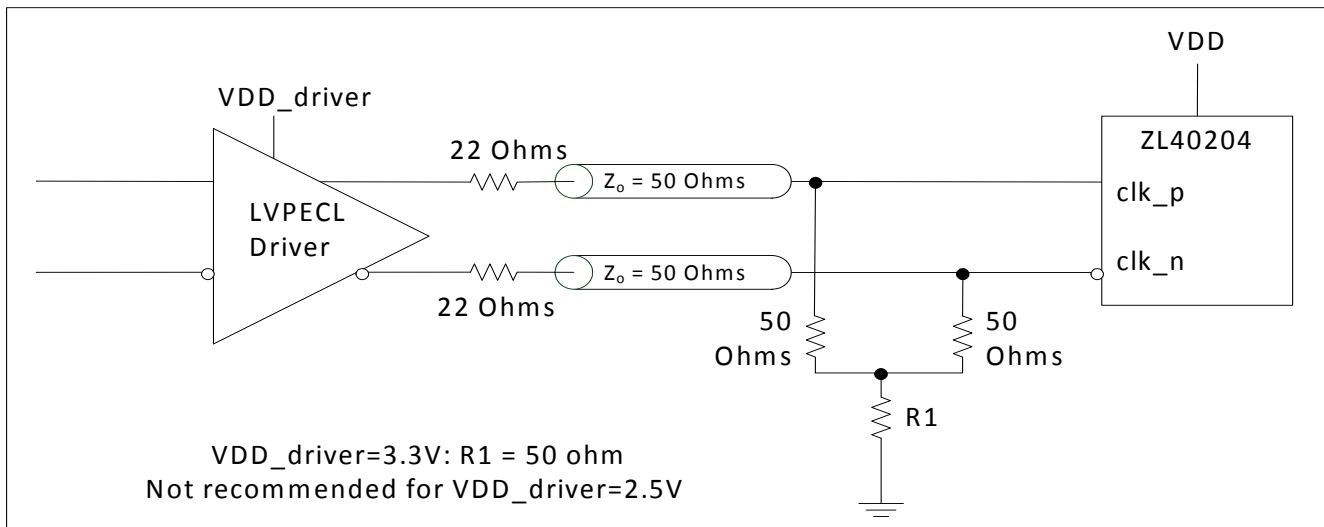 VDD
VDD_driver
ZL40204
22 Ohms
Zₒ = 50 Ohms
clk_p
LVPECL
Driver
clk_n
Zₒ = 50 Ohms
22 Ohms
50
Ohms
50
Ohms
R1
VDD_driver=3.3V: R1 = 50 ohm
Not recommended for VDD_driver=2.5V